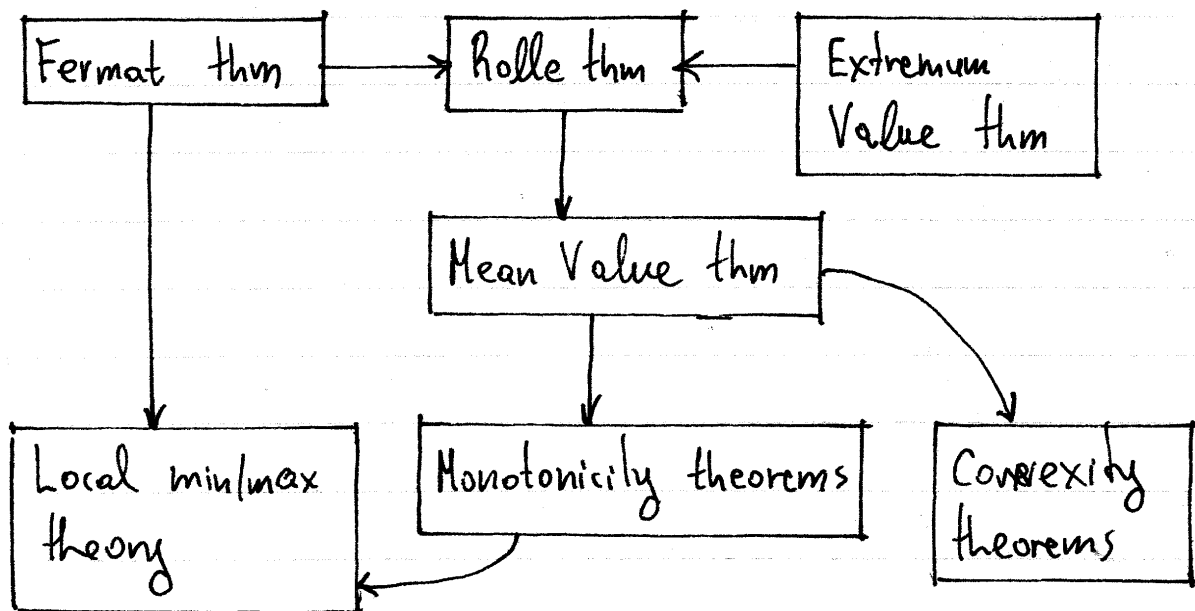 Fermat thm
Rolle thm
Extremum
Value thm
Mean Value thm
Local min/max
theory
Monotonicity theorems
Convexity
theorems